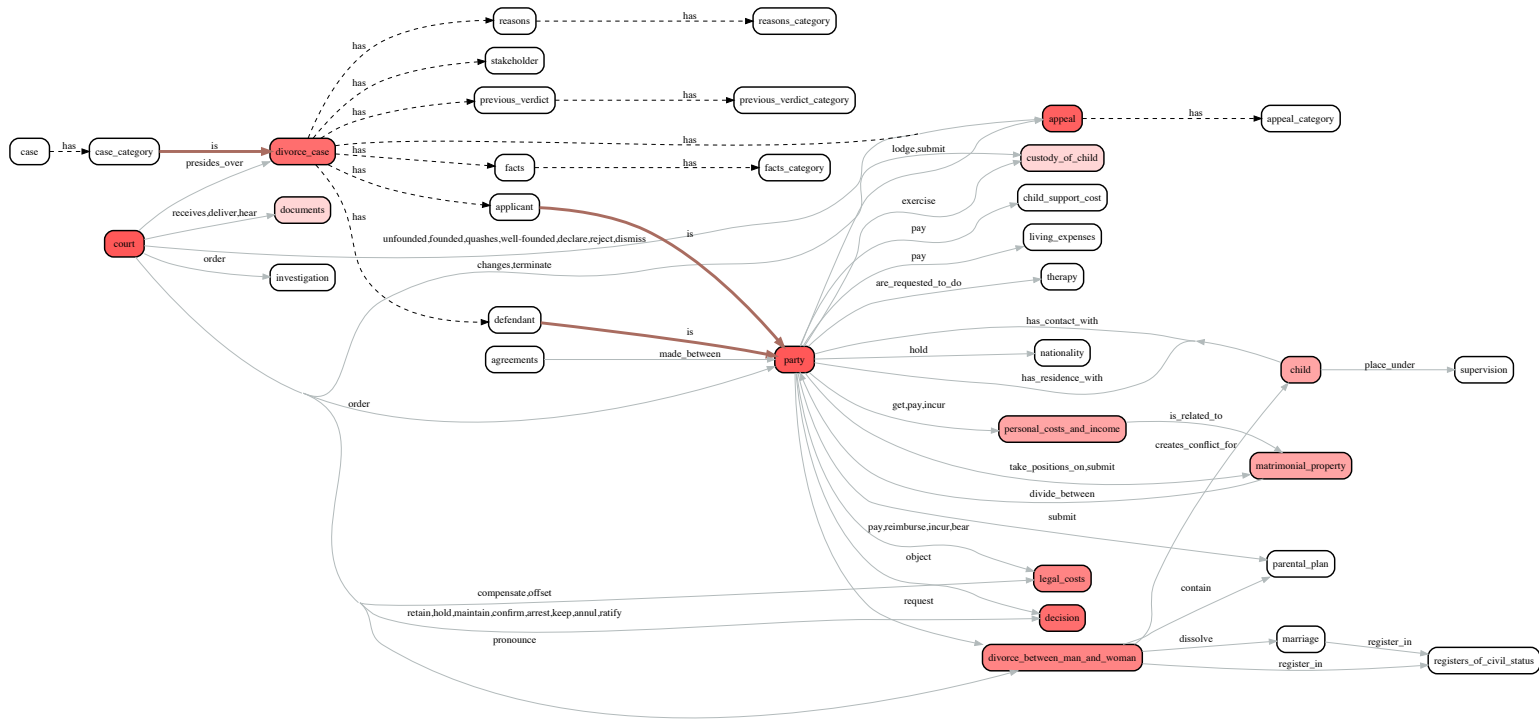 reasons
has
reasons_category
has
stakeholder
has
previous_verdict
has
previous_verdict_category
has
case
has
case_category
is
divorce_case
has
has
appeal
has
appeal_category
presides_over
has
facts
has
facts_category
lodge,submit
custody_of_child
has
applicant
exercise
child_support_cost
documents
receives,deliver,hear
has
is
pay
living_expenses
court
unfounded,founded,quashes,well-founded,declare,reject,dismiss
order
investigation
changes,terminate
pay
therapy
are_requested_to_do
defendant
is
has_contact_with
agreements
made_between
party
hold
nationality
has_residence_with
child
place_under
supervision
order
get,pay,incur
personal_costs_and_income
is_related_to
creates_conflict_for
take_positions_on,submit
matrimonial_property
divide_between
submit
pay,reimburse,incur,bear
object
parental_plan
legal_costs
compensate,offset
contain
request
retain,hold,maintain,confirm,arrest,keep,annul,ratify
decision
pronounce
dissolve
marriage
register_in
divorce_between_man_and_woman
register_in
registers_of_civil_status